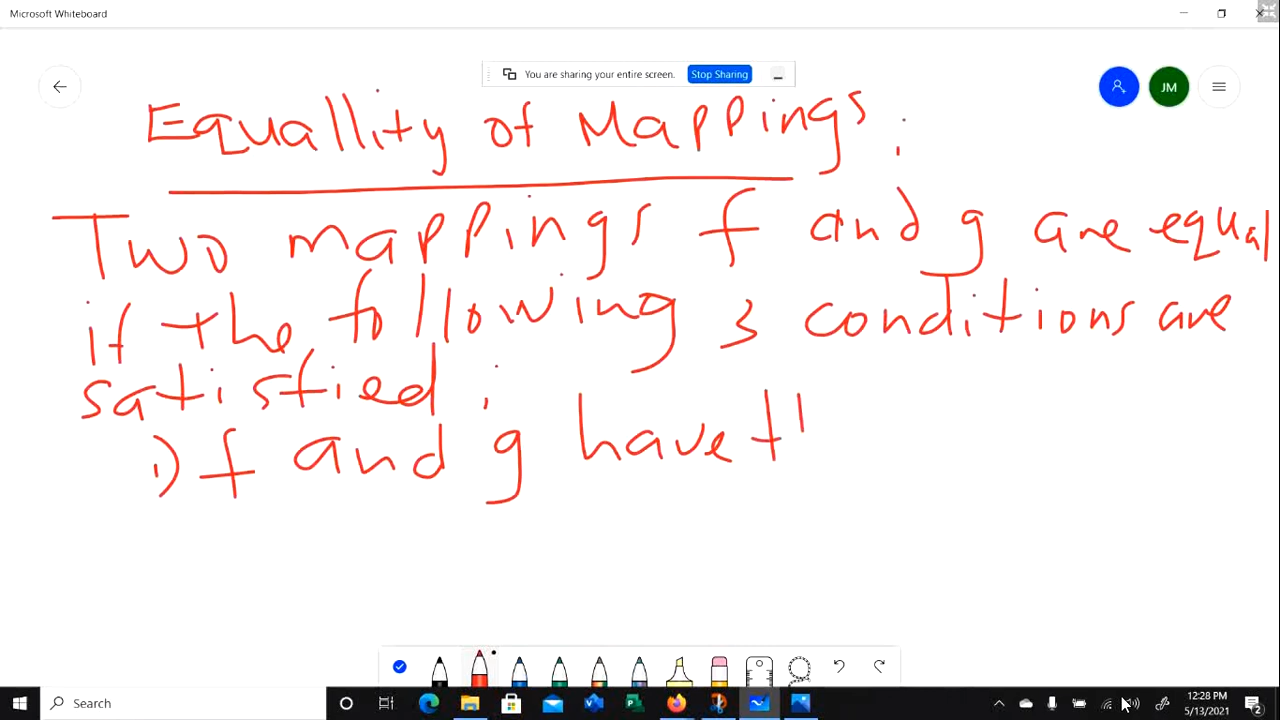 Microsoft Whiteboard
You are sharing your entire screen. Stop Sharing
JM
Equallity of Mappings:
Two mappings f and g are equal
if the following 3 conditions are
satisfied:
1) f and g have
Search
12:28 PM
5/13/2021
2